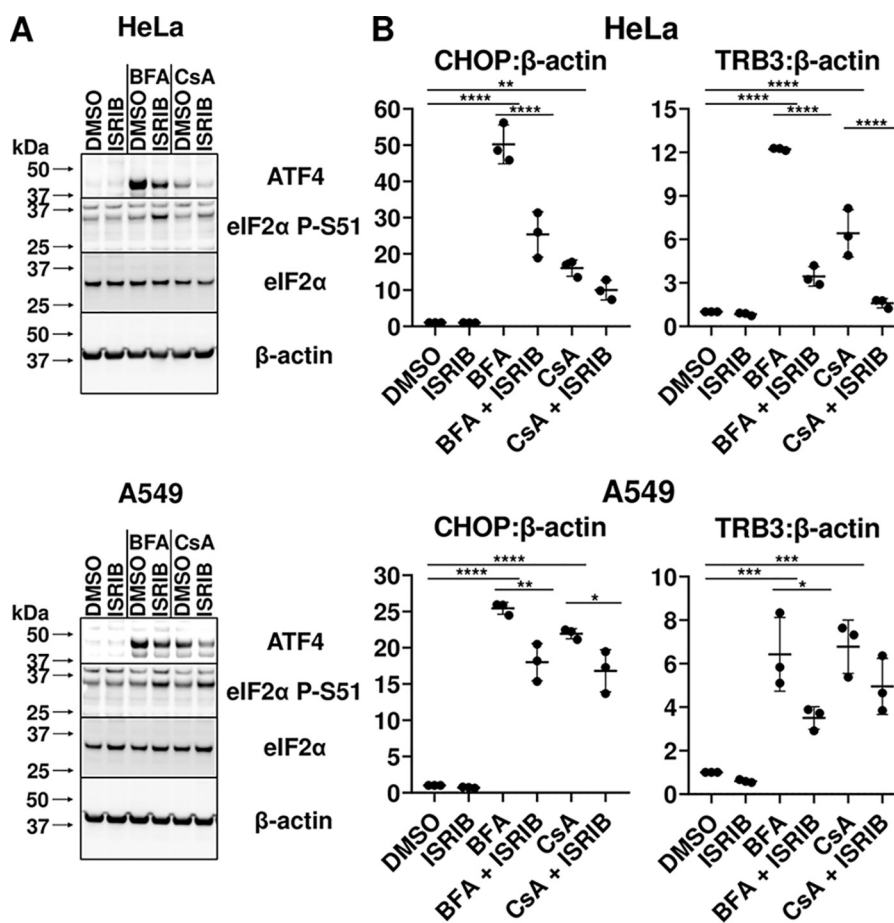 A
HeLa
BFA CsA
DMSO ISRIB DMSO ISRIB DMSO ISRIB
kDa
50
37
ATF4
37
25
eIF2α P-S51
37
25
eIF2α
50
37
β-actin
B
HeLa
CHOP:β-actin
**
****
****
60
50
40
30
20
10
0
DMSO ISRIB BFA BFA + ISRIB CsA CsA + ISRIB
TRB3:β-actin
****
****
****
****
15
12
9
6
3
0
DMSO ISRIB BFA BFA + ISRIB CsA CsA + ISRIB
A549
BFA CsA
DMSO ISRIB DMSO ISRIB DMSO ISRIB
kDa
50
37
ATF4
37
25
eIF2α P-S51
37
25
eIF2α
50
37
β-actin
A549
CHOP:β-actin
****
****
**
*
30
25
20
15
10
5
0
DMSO ISRIB BFA BFA + ISRIB CsA CsA + ISRIB
TRB3:β-actin
***
***
*
10
8
6
4
2
0
DMSO ISRIB BFA BFA + ISRIB CsA CsA + ISRIB